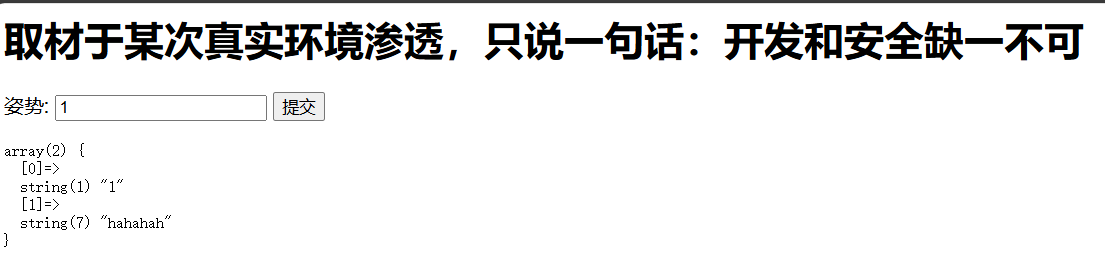 取材于某次真实环境渗透，只说一句话：开发和安全缺一不可
姿势: 1 提交
array(2) {
  [0]=>
  string(1) "1"
  [1]=>
  string(7) "hahahah"
}